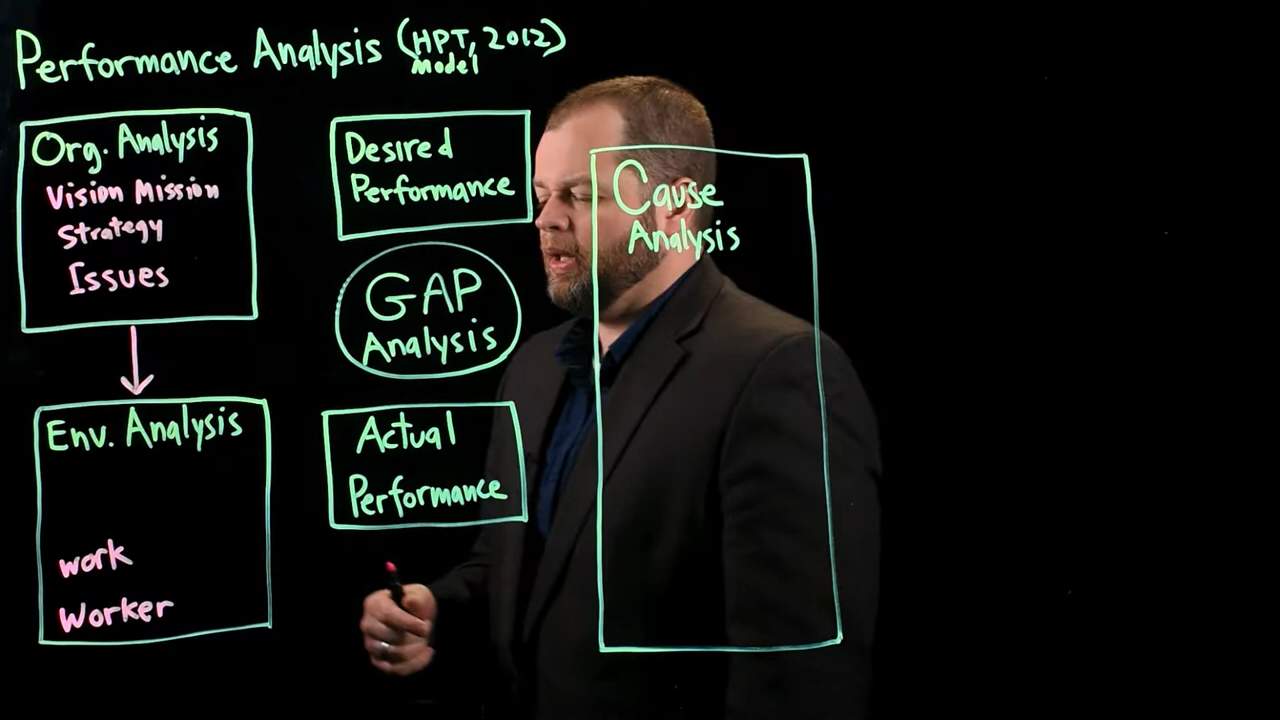 Performance Analysis (HPT, 2012)
Model
Org. Analysis
Vision Mission
Strategy
Issues
Env. Analysis
work
Worker
Desired
Performance
GAP
Analysis
Actual
Performance
Cause
Analysis